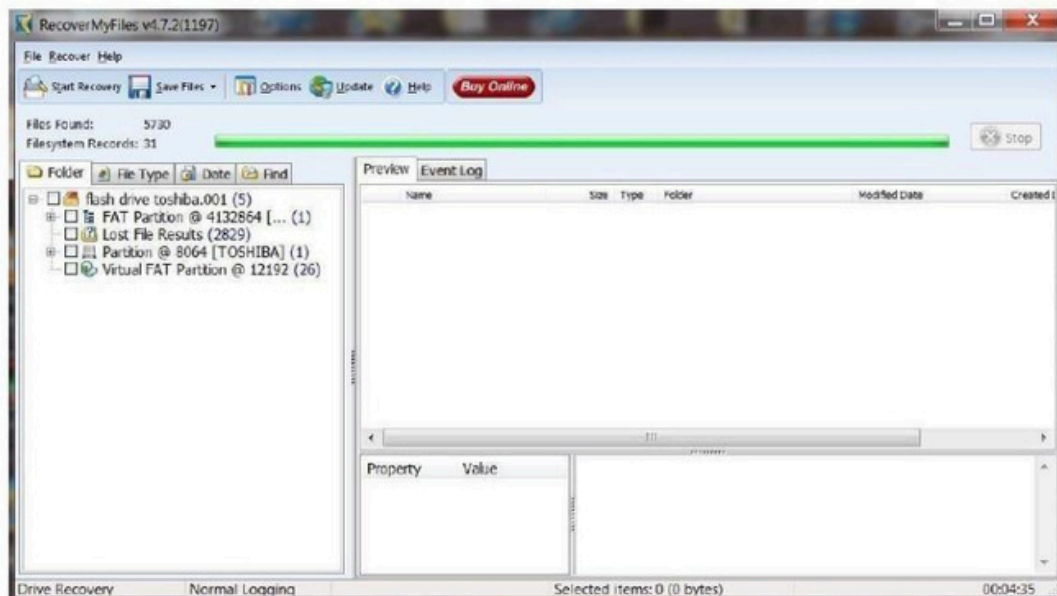 RecoverMyFiles v4.7.2(1197)
File Recover Help
Start Recovery Save Files Options Update Help Buy Online
Files Found: 5730
Filesystem Records: 31
Stop
Folder File Type Date Find
flash drive toshiba.001 (5)
FAT Partition @ 4132864 [... (1)
Lost File Results (2829)
Partition @ 8064 [TOSHIBA] (1)
Virtual FAT Partition @ 12192 (26)
Preview Event Log
Name Size Type Folder Modified Date Created
Property Value
Drive Recovery Normal Logging Selected items: 0 (0 bytes) 00:04:35